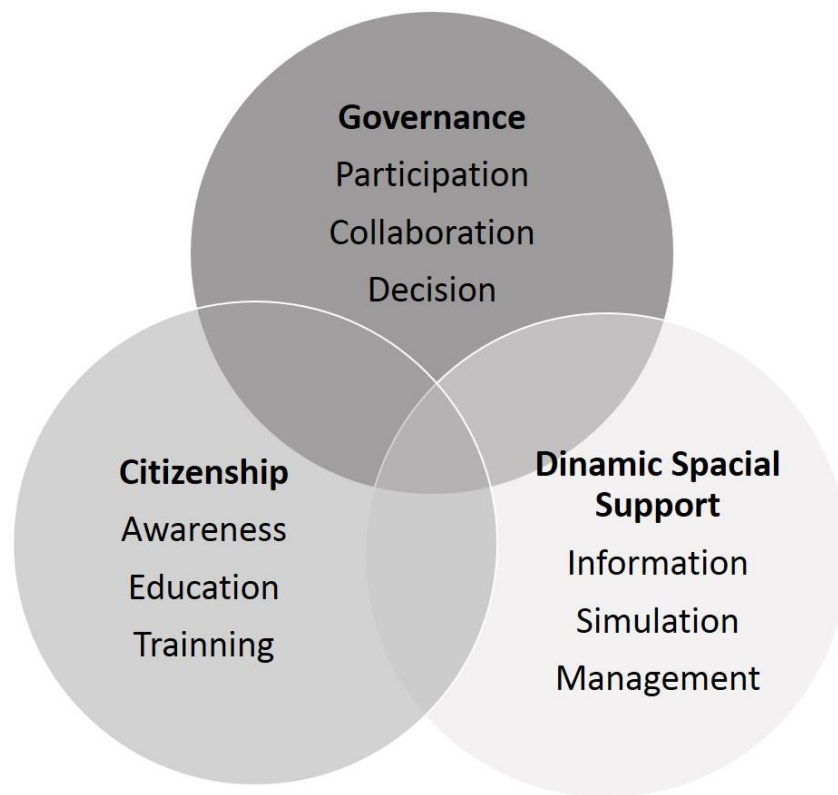 Governance
Participation
Collaboration
Decision
Citizenship
Awareness
Education
Trainning
Dinamic Spacial
Support
Information
Simulation
Management